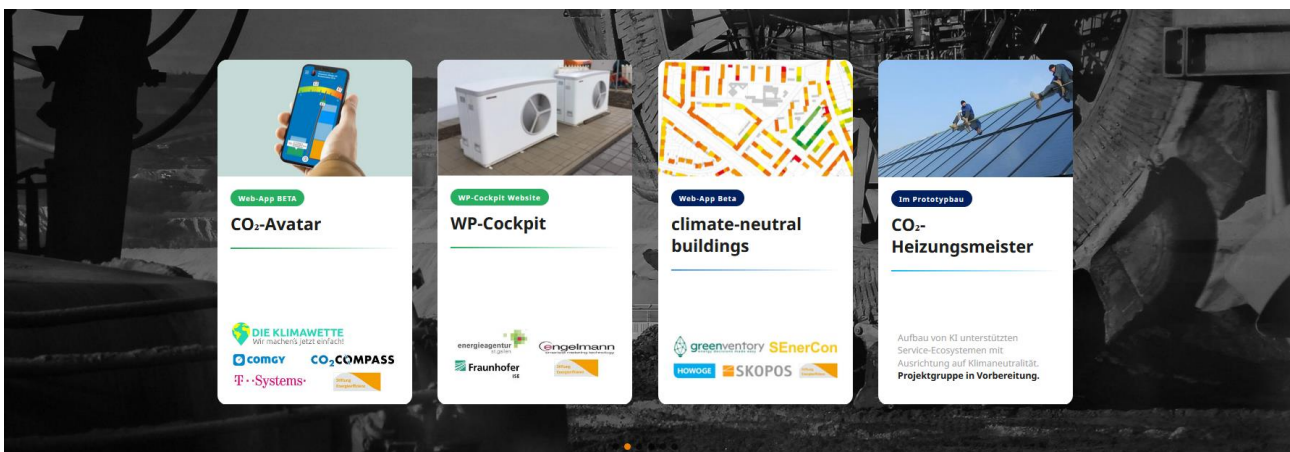 Web-App BETA
CO₂-Avatar
DIE KLIMAWETTE
Wir machen's jetzt einfach!
comgy
CO₂COMPASS
T··Systems·
WP-Cockpit Website
WP-Cockpit
energieagentur
st.gallen
engelmann
Fraunhofer
ISE
Web-App Beta
climate-neutral
buildings
greenventory
SEnerCon
HOWOGE
SKOPOS
Im Prototypbau
CO₂-
Heizungsmeister
Aufbau von KI unterstützten
Service-Ecosystemen mit
Ausrichtung auf Klimaneutralität.
Projektgruppe in Vorbereitung.